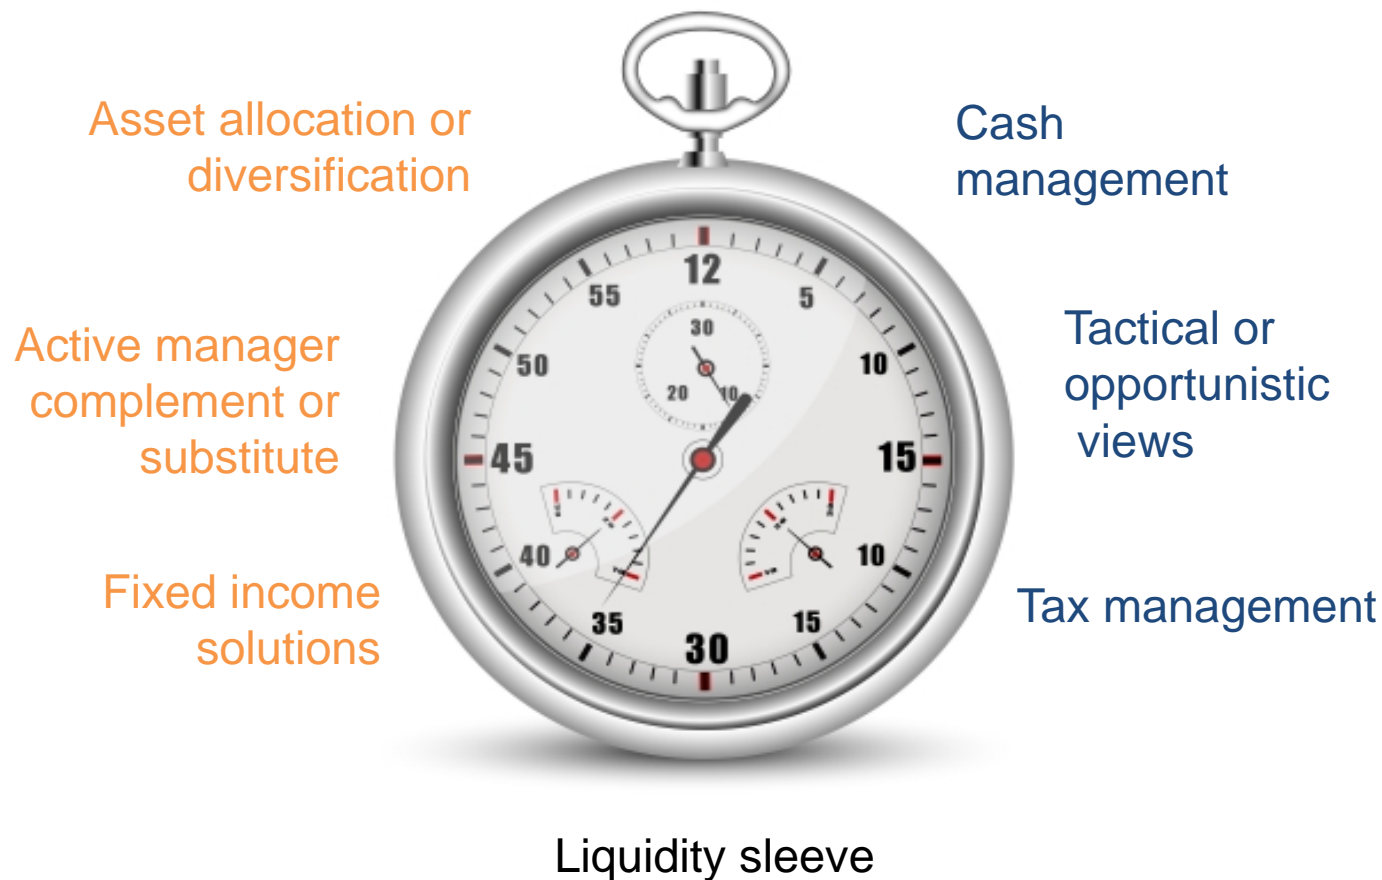 Asset allocation or
diversification
Cash
management
Active manager
complement or
substitute
Tactical or
opportunistic
views
Fixed income
solutions
Tax management
12
55
5
30
50
10
20
10
45
15
40
10
35
15
30
Liquidity sleeve